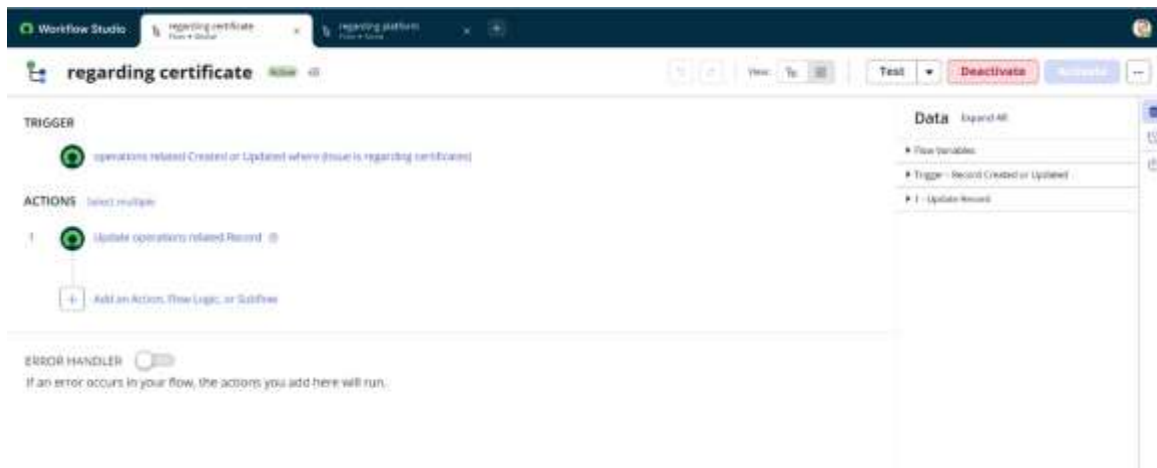 Workflow Studio
regarding certificate
Flow • Global
regarding platform
regarding certificate Active
View:
Test
Deactivate
Activate
TRIGGER
operations related Created or Updated where (Issue is regarding certificates)
ACTIONS Select multiple
1
Update operations related Record
Add an Action, Flow Logic, or Subflow
ERROR HANDLER
If an error occurs in your flow, the actions you add here will run.
Data Expand All
Flow Variables
Trigger - Record Created or Updated
1 - Update Record